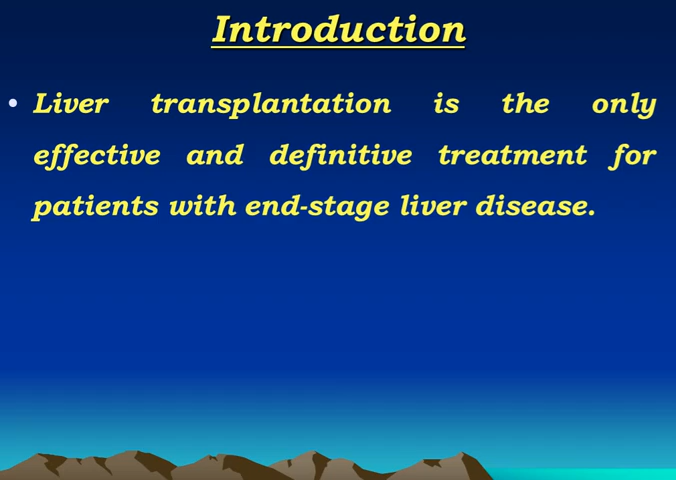 Introduction
• Liver transplantation is the only
effective and definitive treatment for
patients with end-stage liver disease.